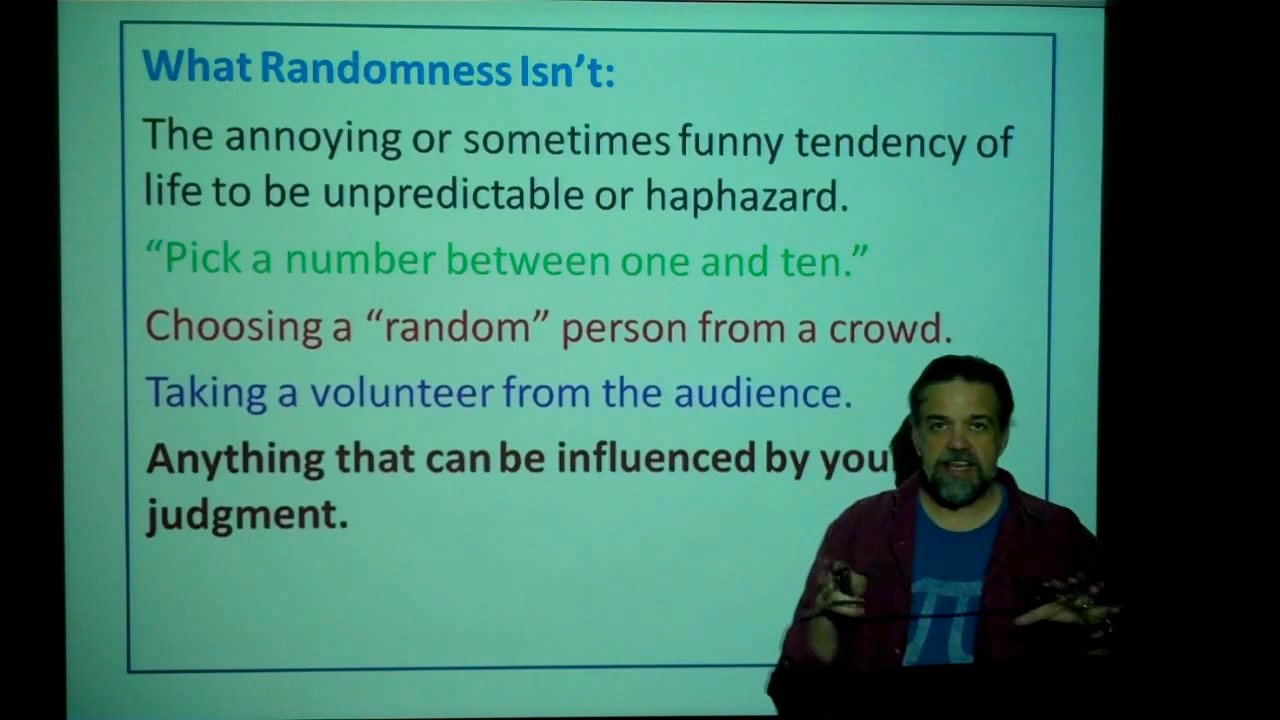 What Randomness Isn’t:
The annoying or sometimes funny tendency of
life to be unpredictable or haphazard.
“Pick a number between one and ten.”
Choosing a “random” person from a crowd.
Taking a volunteer from the audience.
Anything that can be influenced by you
judgment.
π